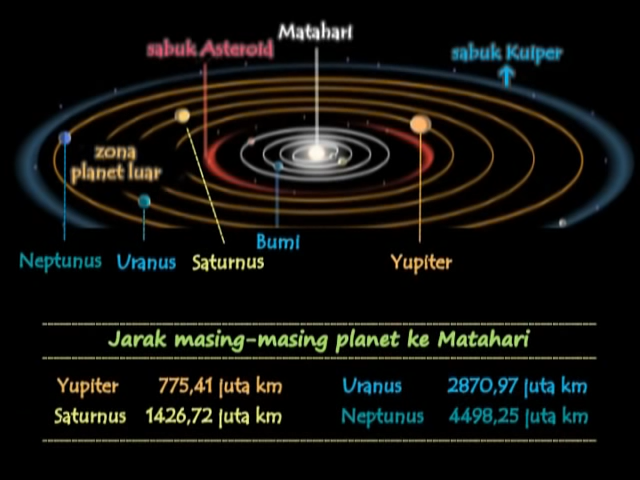 Matahari
sabuk Asteroid
sabuk Kuiper
zona
planet luar
Bumi
Neptunus
Uranus
Saturnus
Yupiter
Jarak masing-masing planet ke Matahari
Yupiter 775,41 juta km
Uranus 2870,97 juta km
Saturnus 1426,72 juta km
Neptunus 4498,25 juta km